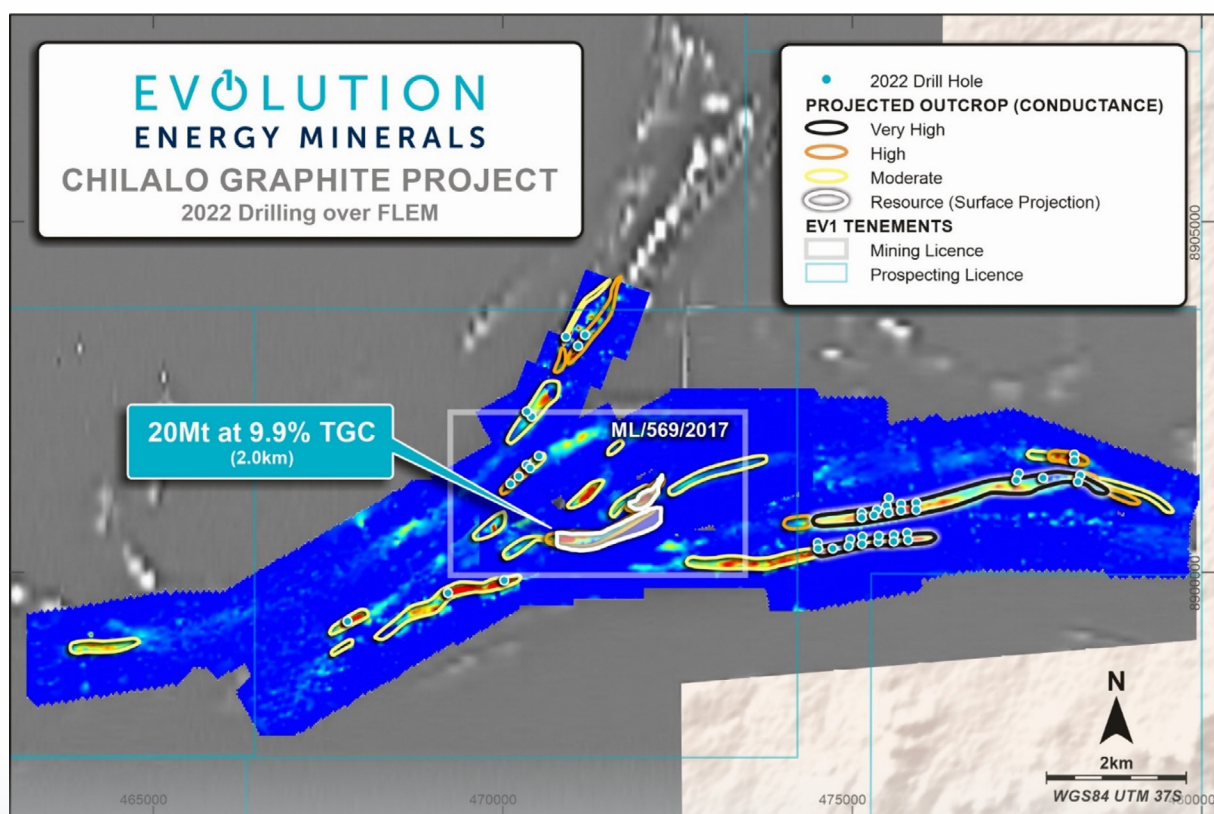 EVOLUTION
ENERGY MINERALS
CHILALO GRAPHITE PROJECT
2022 Drilling over FLEM
2022 Drill Hole
PROJECTED OUTCROP (CONDUCTANCE)
Very High
High
Moderate
Resource (Surface Projection)
EV1 TENEMENTS
Mining Licence
Prospecting Licence
8905000
20Mt at 9.9% TGC
(2.0km)
ML/569/2017
8900000
N
2km
WGS84 UTM 37S
465000
470000
475000